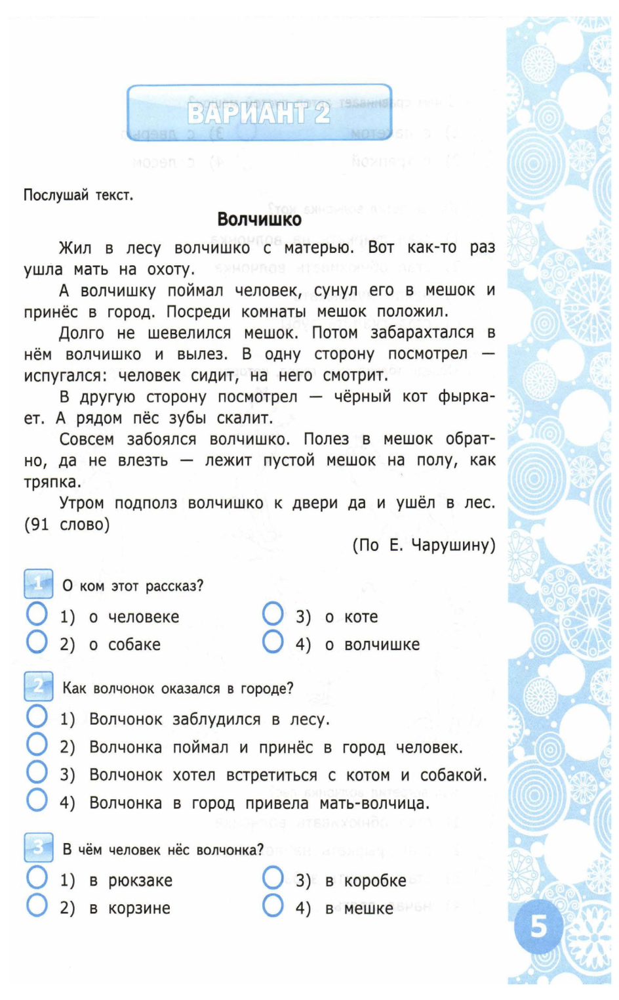 ВАРИАНТ 2
Послушай текст.
Волчишко
Жил в лесу волчишко с матерью. Вот как-то раз
ушла мать на охоту.
А волчишку поймал человек, сунул его в мешок и
принёс в город. Посреди комнаты мешок положил.
Долго не шевелился мешок. Потом забарахтался в
нём волчишко и вылез. В одну сторону посмотрел —
испугался: человек сидит, на него смотрит.
В другую сторону посмотрел — чёрный кот фырка-
ет. А рядом пёс зубы скалит.
Совсем забоялся волчишко. Полез в мешок обрат-
но, да не влезть — лежит пустой мешок на полу, как
тряпка.
Утром подполз волчишко к двери да и ушёл в лес.
(91 слово)
(По Е. Чарушину)
1 О ком этот рассказ?
1) о человеке 3) о коте
2) о собаке 4) о волчишке
2 Как волчонок оказался в городе?
1) Волчонок заблудился в лесу.
2) Волчонка поймал и принёс в город человек.
3) Волчонок хотел встретиться с котом и собакой.
4) Волчонка в город привела мать-волчица.
3 В чём человек нёс волчонка?
1) в рюкзаке 3) в коробке
2) в корзине 4) в мешке
5